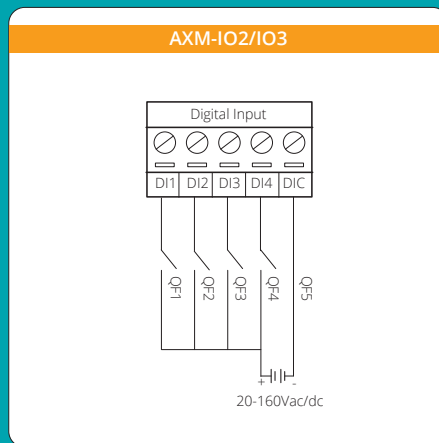 AXM-IO2/IO3
Digital Input
DI1 DI2 DI3 DI4 DIC
QF1 QF2 QF3 QF4 QF5
+ -
20-160Vac/dc